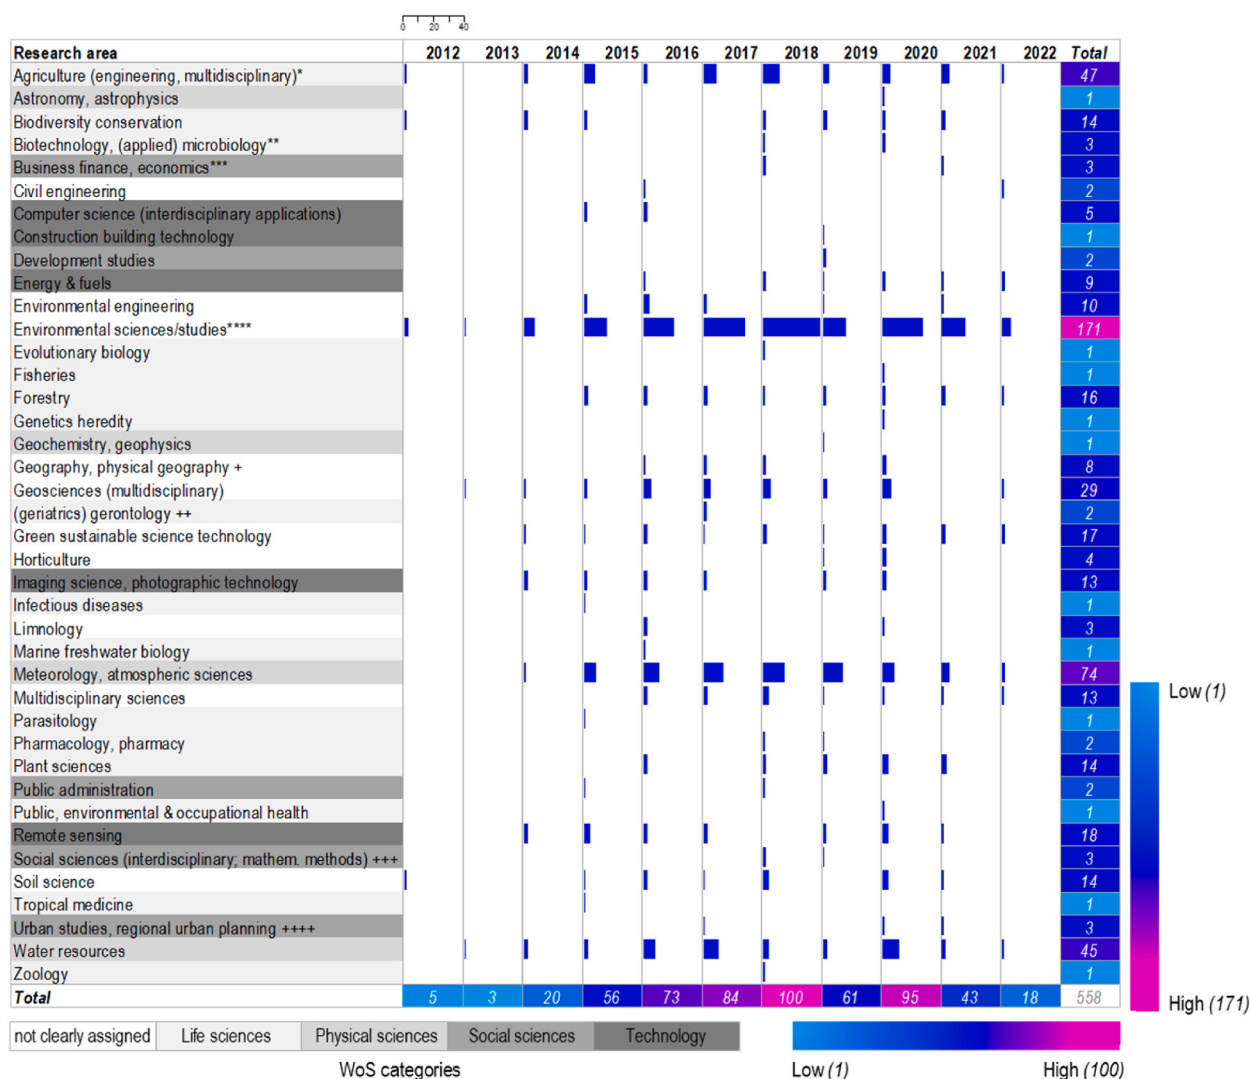 0 20 40
Research area 2012 2013 2014 2015 2016 2017 2018 2019 2020 2021 2022 Total
Agriculture (engineering, multidisciplinary)* 47
Astronomy, astrophysics 1
Biodiversity conservation 14
Biotechnology, (applied) microbiology** 3
Business finance, economics*** 3
Civil engineering 2
Computer science (interdisciplinary applications) 5
Construction building technology 1
Development studies 2
Energy & fuels 9
Environmental engineering 10
Environmental sciences/studies**** 171
Evolutionary biology 1
Fisheries 1
Forestry 16
Genetics heredity 1
Geochemistry, geophysics 1
Geography, physical geography + 8
Geosciences (multidisciplinary) 29
(geriatrics) gerontology ++ 2
Green sustainable science technology 17
Horticulture 4
Imaging science, photographic technology 13
Infectious diseases 1
Limnology 3
Marine freshwater biology 1
Meteorology, atmospheric sciences 74
Multidisciplinary sciences 13
Parasitology 1
Pharmacology, pharmacy 2
Plant sciences 14
Public administration 2
Public, environmental & occupational health 1
Remote sensing 18
Social sciences (interdisciplinary; mathem. methods) +++ 3
Soil science 14
Tropical medicine 1
Urban studies, regional urban planning ++++ 3
Water resources 45
Zoology 1
Total 5 3 20 56 73 84 100 61 95 43 18 558
Low (1)
High (171)
not clearly assigned Life sciences Physical sciences Social sciences Technology
WoS categories
Low (1) High (100)